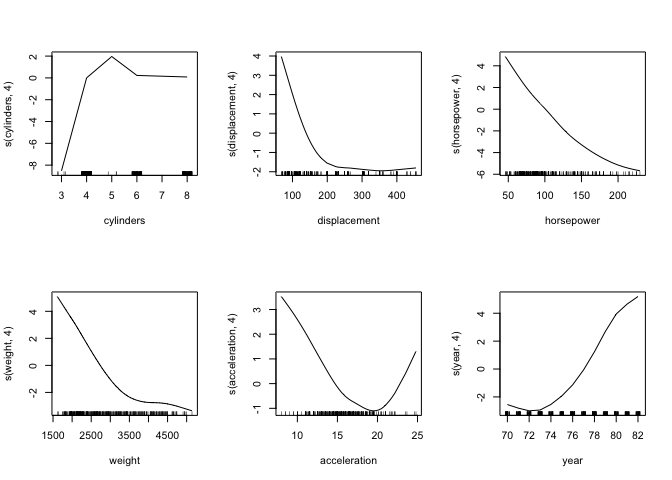 s(cylinders, 4)
2
0
-2
-4
-6
-8
3 4 5 6 7 8
cylinders
s(displacement, 4)
4
3
2
1
0
-1
-2
100 200 300 400
displacement
s(horsepower, 4)
4
2
0
-2
-4
-6
50 100 150 200
horsepower
s(weight, 4)
4
2
0
-2
1500 2500 3500 4500
weight
s(acceleration, 4)
3
2
1
0
-1
10 15 20 25
acceleration
s(year, 4)
4
2
0
-2
70 72 74 76 78 80 82
year